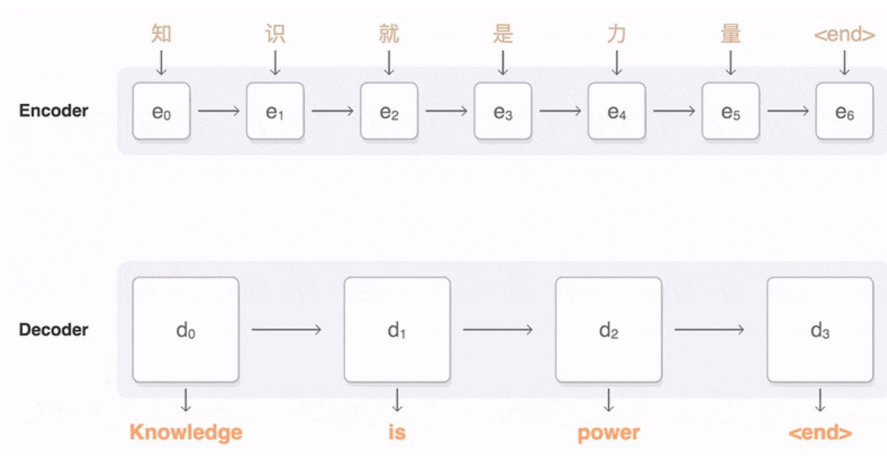 知 识 就 是 力 量 <end>
Encoder e₀ e₁ e₂ e₃ e₄ e₅ e₆
Decoder d₀ d₁ d₂ d₃
Knowledge is power <end>